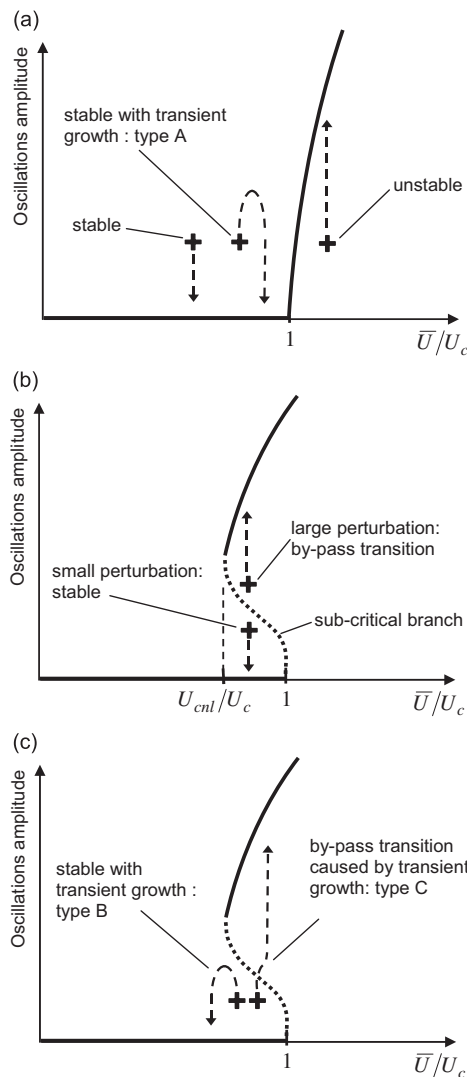 (a)
Oscillations amplitude
stable with transient
growth : type A
stable
unstable
1
U̅/U_c
(b)
Oscillations amplitude
large perturbation:
by-pass transition
small perturbation:
stable
sub-critical branch
U_cnl/U_c
1
U̅/U_c
(c)
Oscillations amplitude
by-pass transition
caused by transient
growth: type C
stable with
transient growth :
type B
1
U̅/U_c